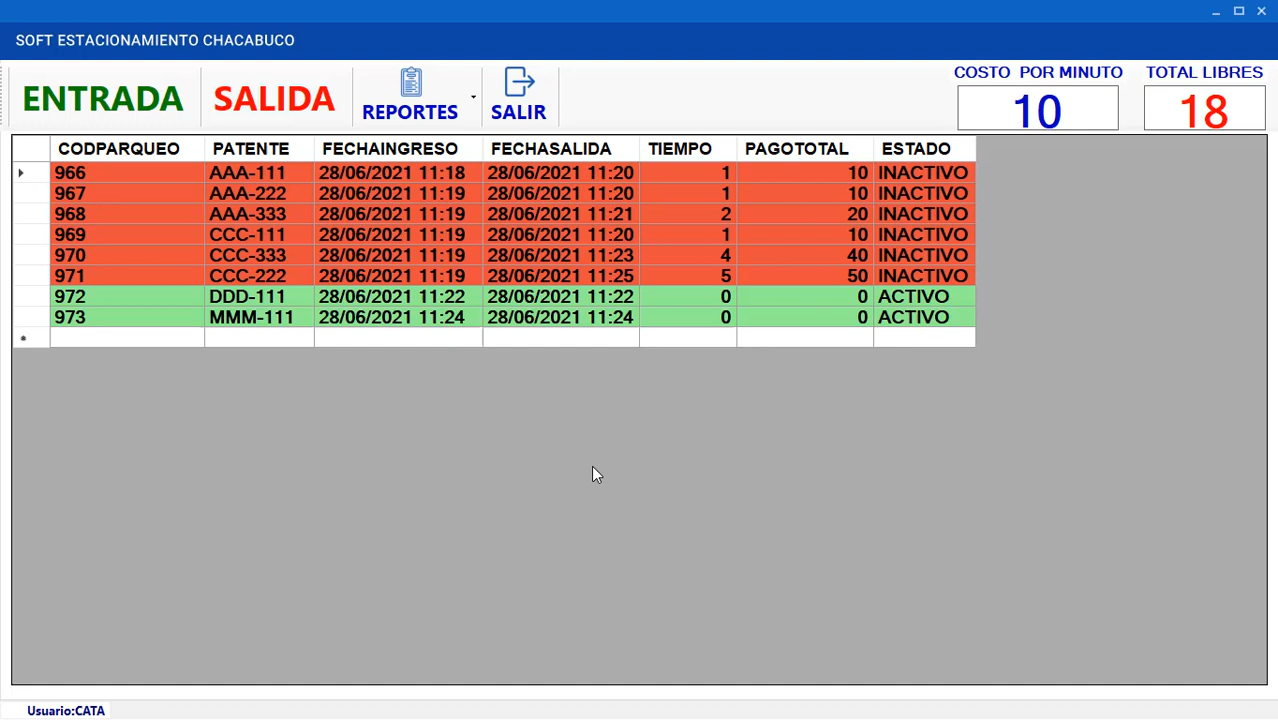 SOFT ESTACIONAMIENTO CHACABUCO
ENTRADA SALIDA REPORTES SALIR COSTO POR MINUTO 10 TOTAL LIBRES 18
CODPARQUEO PATENTE FECHAINGRESO FECHASALIDA TIEMPO PAGOTOTAL ESTADO
966 AAA-111 28/06/2021 11:18 28/06/2021 11:20 1 10 INACTIVO
967 AAA-222 28/06/2021 11:19 28/06/2021 11:20 1 10 INACTIVO
968 AAA-333 28/06/2021 11:19 28/06/2021 11:21 2 20 INACTIVO
969 CCC-111 28/06/2021 11:19 28/06/2021 11:20 1 10 INACTIVO
970 CCC-333 28/06/2021 11:19 28/06/2021 11:23 4 40 INACTIVO
971 CCC-222 28/06/2021 11:19 28/06/2021 11:25 5 50 INACTIVO
972 DDD-111 28/06/2021 11:22 28/06/2021 11:22 0 0 ACTIVO
973 MMM-111 28/06/2021 11:24 28/06/2021 11:24 0 0 ACTIVO
Usuario:CATA